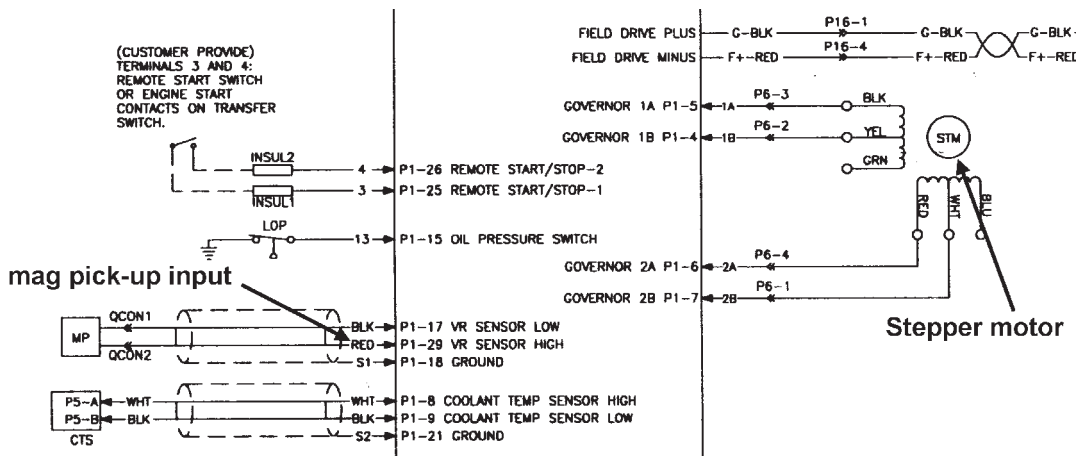 (CUSTOMER PROVIDE)
TERMINALS 3 AND 4:
REMOTE START SWITCH
OR ENGINE START
CONTACTS ON TRANSFER
SWITCH.
INSUL2
4 P1-26 REMOTE START/STOP-2
3 P1-25 REMOTE START/STOP-1
INSUL1
LOP
13 P1-15 OIL PRESSURE SWITCH
mag pick-up input
QCON1
MP
BLK P1-17 VR SENSOR LOW
RED P1-29 VR SENSOR HIGH
QCON2
S1 P1-18 GROUND
P5-A WHT WHT P1-8 COOLANT TEMP SENSOR HIGH
P5-B BLK BLK P1-9 COOLANT TEMP SENSOR LOW
CTS
S2 P1-21 GROUND
P16-1
FIELD DRIVE PLUS G-BLK G-BLK G-BLK
P16-4
FIELD DRIVE MINUS F+-RED F+-RED F+-RED
P6-3
BLK
GOVERNOR 1A P1-5 1A
P6-2
YEL
GOVERNOR 1B P1-4 1B
GRN
STM
RED WHT BLU
P6-4
GOVERNOR 2A P1-6 2A
P6-1
GOVERNOR 2B P1-7 2B
Stepper motor